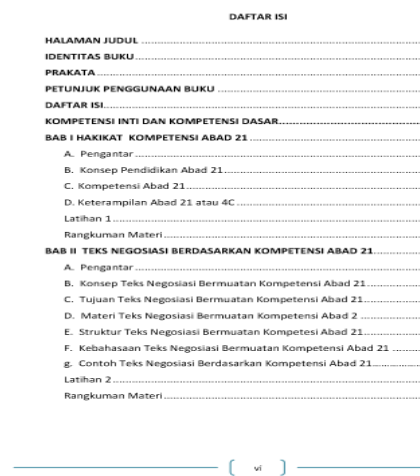 DAFTAR ISI
HALAMAN JUDUL ..........................................................................
IDENTITAS BUKU..........................................................................
PRAKATA ..........................................................................
PETUNJUK PENGGUNAAN BUKU ..........................................................
DAFTAR ISI..........................................................................
KOMPETENSI INTI DAN KOMPETENSI DASAR...........................................
BAB I HAKIKAT KOMPETENSI ABAD 21 ..................................................
A. Pengantar ..........................................................................
B. Konsep Pendidikan Abad 21..........................................................
C. Kompetensi Abad 21..........................................................
D. Keterampilan Abad 21 atau 4C ..................................................
Latihan 1 ..........................................................................
Rangkuman Materi..........................................................
BAB II TEKS NEGOSIASI BERDASARKAN KOMPETENSI ABAD 21................
A. Pengantar ..........................................................................
B. Konsep Teks Negosiasi Bermuatan Kompetensi Abad 21................
C. Tujuan Teks Negosiasi Bermuatan Kompetensi Abad 21................
D. Materi Teks Negosiasi Bermuatan Kompetensi Abad 2 ................
E. Struktur Teks Negosiasi Bermuatan Kompetesi Abad 21................
F. Kebahasaan Teks Negosiasi Bermuatan Kompetensi Abad 21 ........
g. Contoh Teks Negosiasi Berdasarkan Kompetensi Abad 21................
Latihan 2 ..........................................................................
Rangkuman Materi ..........................................................
vi